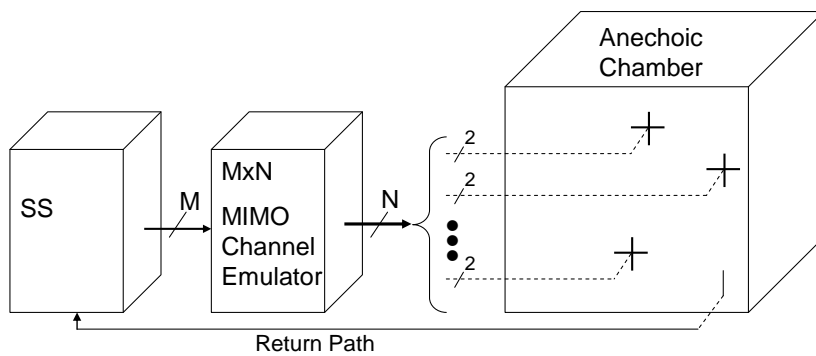 Anechoic
Chamber
SS
M
MxN
MIMO
Channel
Emulator
N
2
2
2
Return Path